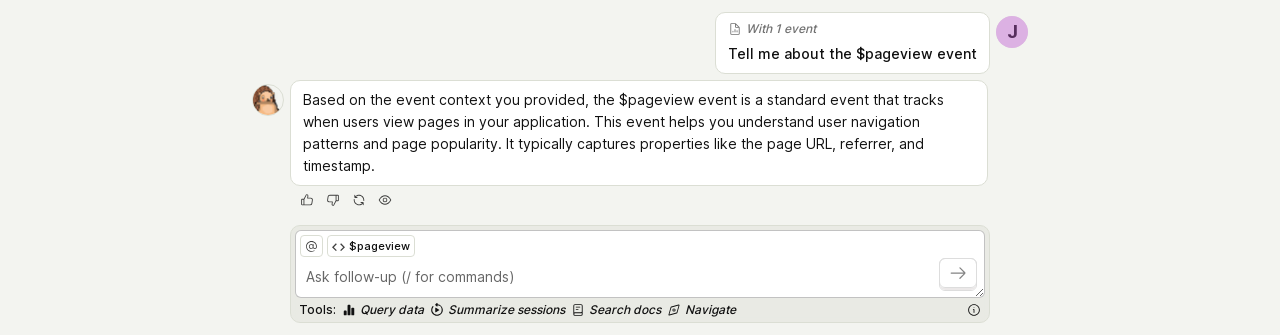 With 1 event
Tell me about the $pageview event
J
Based on the event context you provided, the $pageview event is a standard event that tracks
when users view pages in your application. This event helps you understand user navigation
patterns and page popularity. It typically captures properties like the page URL, referrer, and
timestamp.
@ $pageview
Ask follow-up (/ for commands)
Tools: Query data Summarize sessions Search docs Navigate